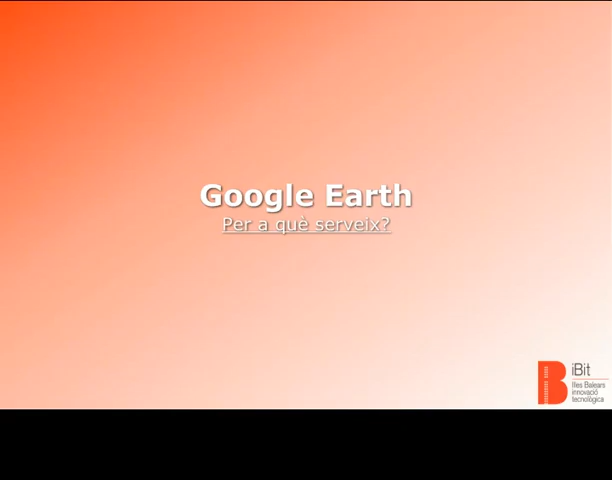 Google Earth
Per a què serveix?
iBit
Illes Balears
innovació
tecnològica